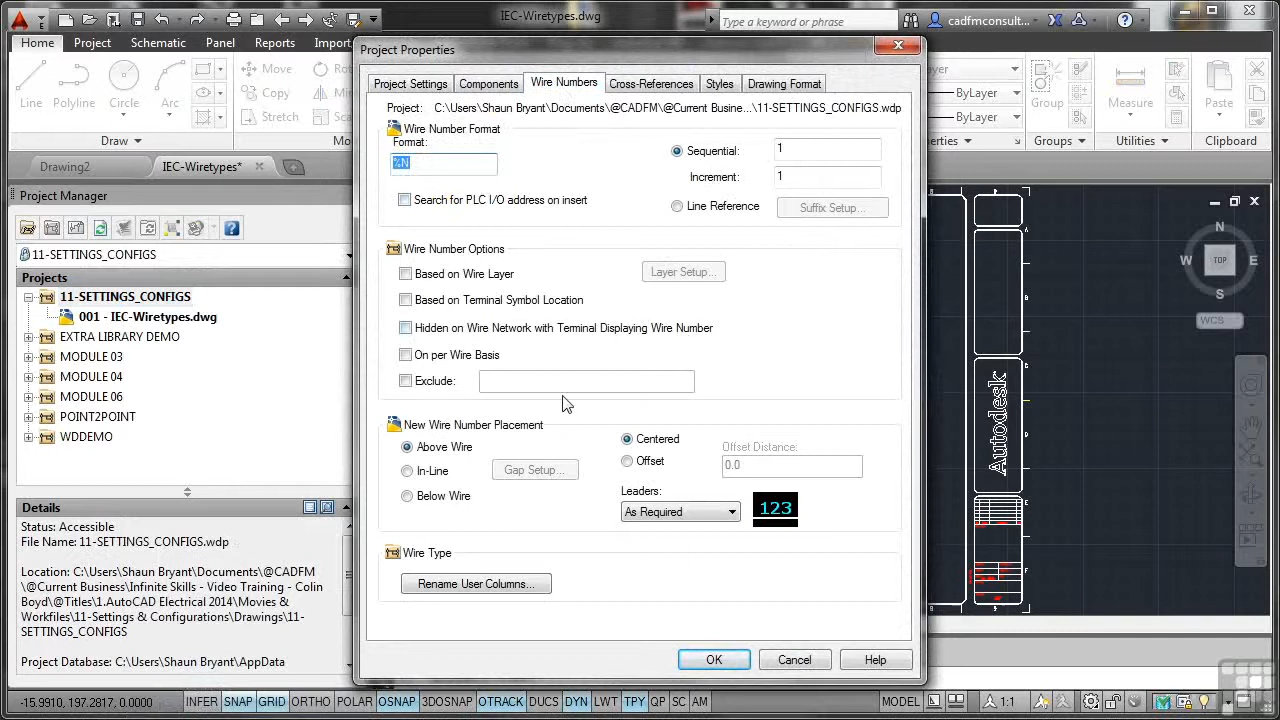 IEC-Wiretypes.dwg
Type a keyword or phrase
cadfmconsult...
Home
Project
Schematic
Panel
Reports
Import
Line
Polyline
Circle
Arc
Move
Copy
Stretch
Draw
ByLayer
ByLayer
Group
Groups
Measure
Utilities
Paste
Clipboard
Drawing2
IEC-Wiretypes*
Project Manager
11-SETTINGS_CONFIGS
Projects
11-SETTINGS_CONFIGS
001 - IEC-Wiretypes.dwg
EXTRA LIBRARY DEMO
MODULE 03
MODULE 04
MODULE 06
POINT2POINT
WDDEMO
Details
Status: Accessible
File Name: 11-SETTINGS_CONFIGS.wdp
Location: C:\Users\Shaun Bryant\Documents\@CADFM
\@Current Business\Infinite Skills - Video Training - Colin
Boyd\@Titles\1.AutoCAD Electrical 2014\Movies &
Workfiles\11-Settings & Configurations\Drawings\11-
SETTINGS_CONFIGS
Project Database: C:\Users\Shaun Bryant\AppData
Project Properties
Project Settings
Components
Wire Numbers
Cross-References
Styles
Drawing Format
Project: C:\Users\Shaun Bryant\Documents\@CADFM\@Current Busine...\11-SETTINGS_CONFIGS.wdp
Wire Number Format
Format:
%N
Sequential: 1
Increment: 1
Search for PLC I/O address on insert
Line Reference
Suffix Setup...
Wire Number Options
Based on Wire Layer
Layer Setup...
Based on Terminal Symbol Location
Hidden on Wire Network with Terminal Displaying Wire Number
On per Wire Basis
Exclude:
New Wire Number Placement
Above Wire
In-Line
Gap Setup...
Below Wire
Centered
Offset
Offset Distance:
0.0
Leaders:
As Required
123
Wire Type
Rename User Columns...
OK
Cancel
Help
N
W
TOP
E
S
WCS
Autodesk
-15.9910, 197.2817, 0.0000
INFER
SNAP
GRID
ORTHO
POLAR
OSNAP
3DOSNAP
OTRACK
DYN
LWT
TPY
QP
SC
AM
MODEL
1:1